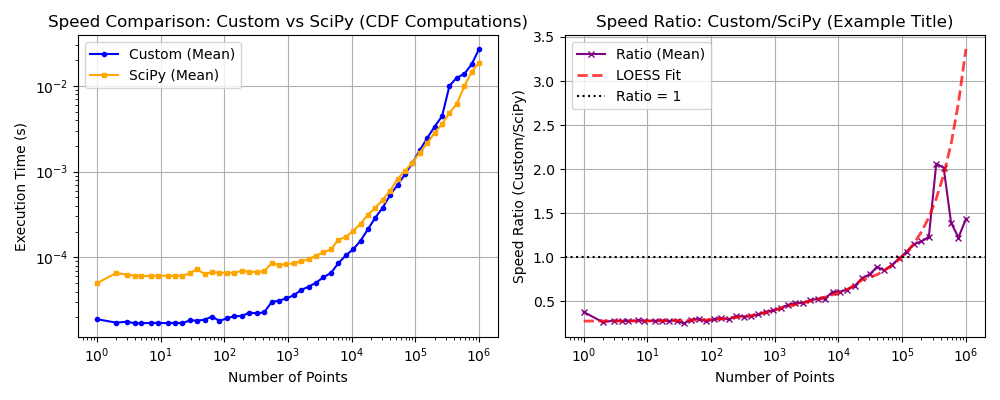 Speed Comparison: Custom vs SciPy (CDF Computations)
Custom (Mean)
SciPy (Mean)
Execution Time (s)
10⁻²
10⁻³
10⁻⁴
10⁰ 10¹ 10² 10³ 10⁴ 10⁵ 10⁶
Number of Points
Speed Ratio: Custom/SciPy (Example Title)
Ratio (Mean)
LOESS Fit
Ratio = 1
Speed Ratio (Custom/SciPy)
3.5
3.0
2.5
2.0
1.5
1.0
0.5
10⁰ 10¹ 10² 10³ 10⁴ 10⁵ 10⁶
Number of Points